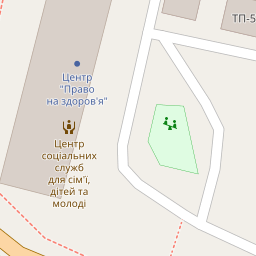 ТП-5
Центр
"Право
на здоров'я"
Центр
соціальних
служб
для сім'ї,
дітей та
молоді